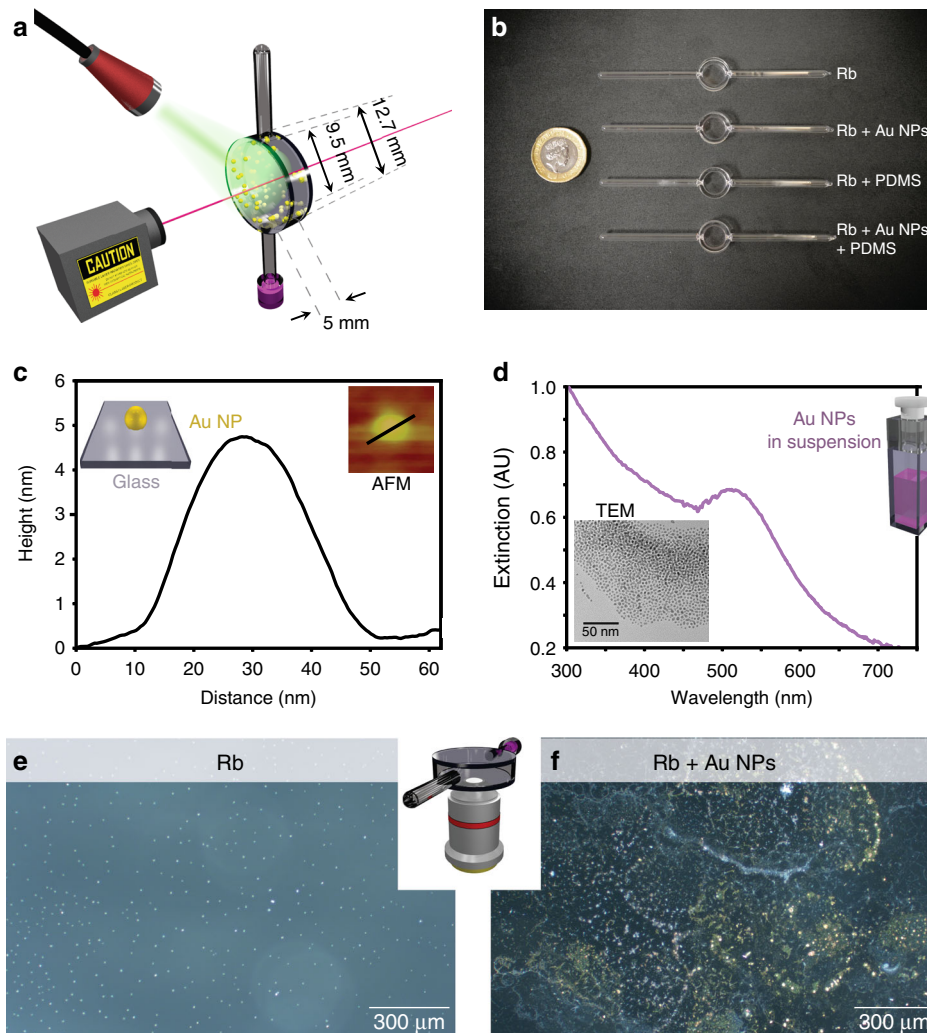 a
12.7 mm
9.5 mm
CAUTION
5 mm
b
Rb
Rb + Au NPs
Rb + PDMS
Rb + Au NPs
+ PDMS
c
6
5
4
3
2
1
0
Height (nm)
Au NP
Glass
AFM
0
10
20
30
40
50
60
Distance (nm)
d
1.0
0.8
0.6
0.4
0.2
Extinction (AU)
Au NPs
in suspension
TEM
50 nm
300
400
500
600
700
Wavelength (nm)
e
Rb
300 µm
f
Rb + Au NPs
300 µm